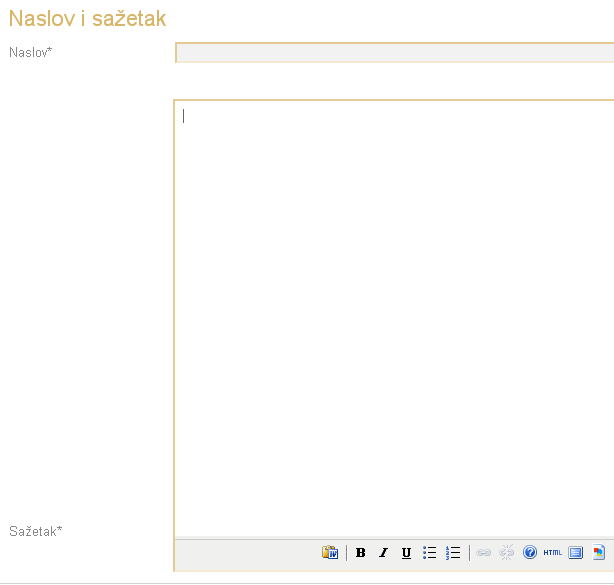 Naslov i sažetak
Naslov*
Sažetak*
B I U HTML